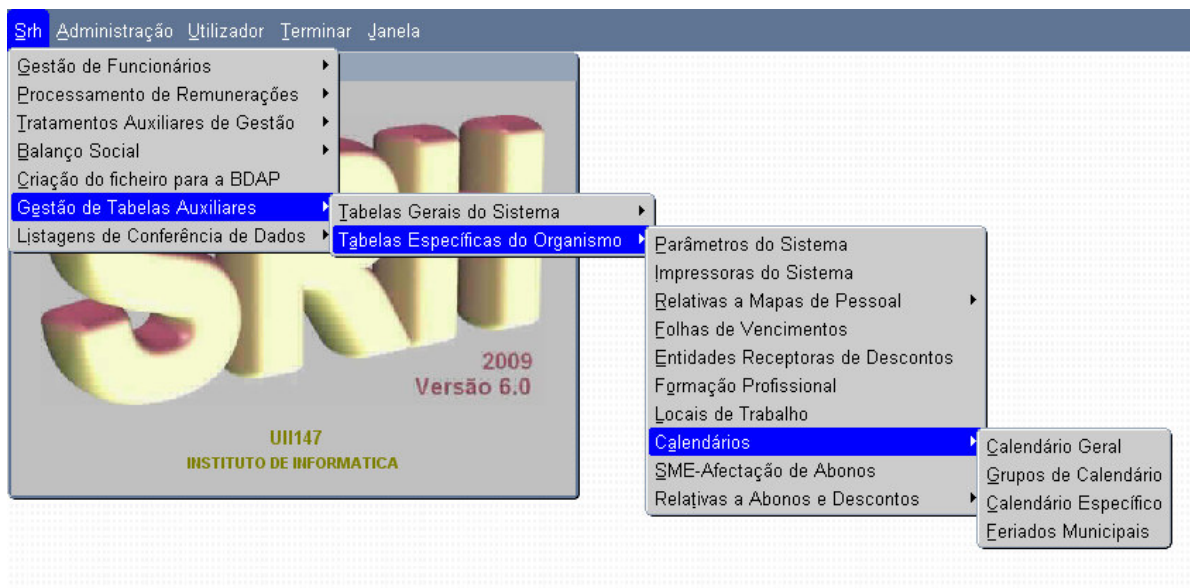 Srh Administração Utilizador Terminar Janela
Gestão de Funcionários
Processamento de Remunerações
Tratamentos Auxiliares de Gestão
Balanço Social
Criação do ficheiro para a BDAP
Gestão de Tabelas Auxiliares
Listagens de Conferência de Dados
Tabelas Gerais do Sistema
Tabelas Específicas do Organismo
Parâmetros do Sistema
Impressoras do Sistema
Relativas a Mapas de Pessoal
Folhas de Vencimentos
Entidades Receptoras de Descontos
Formação Profissional
Locais de Trabalho
Calendários
SME-Afectação de Abonos
Relativas a Abonos e Descontos
Calendário Geral
Grupos de Calendário
Calendário Específico
Feriados Municipais
SRH
2009
Versão 6.0
UII147
INSTITUTO DE INFORMATICA